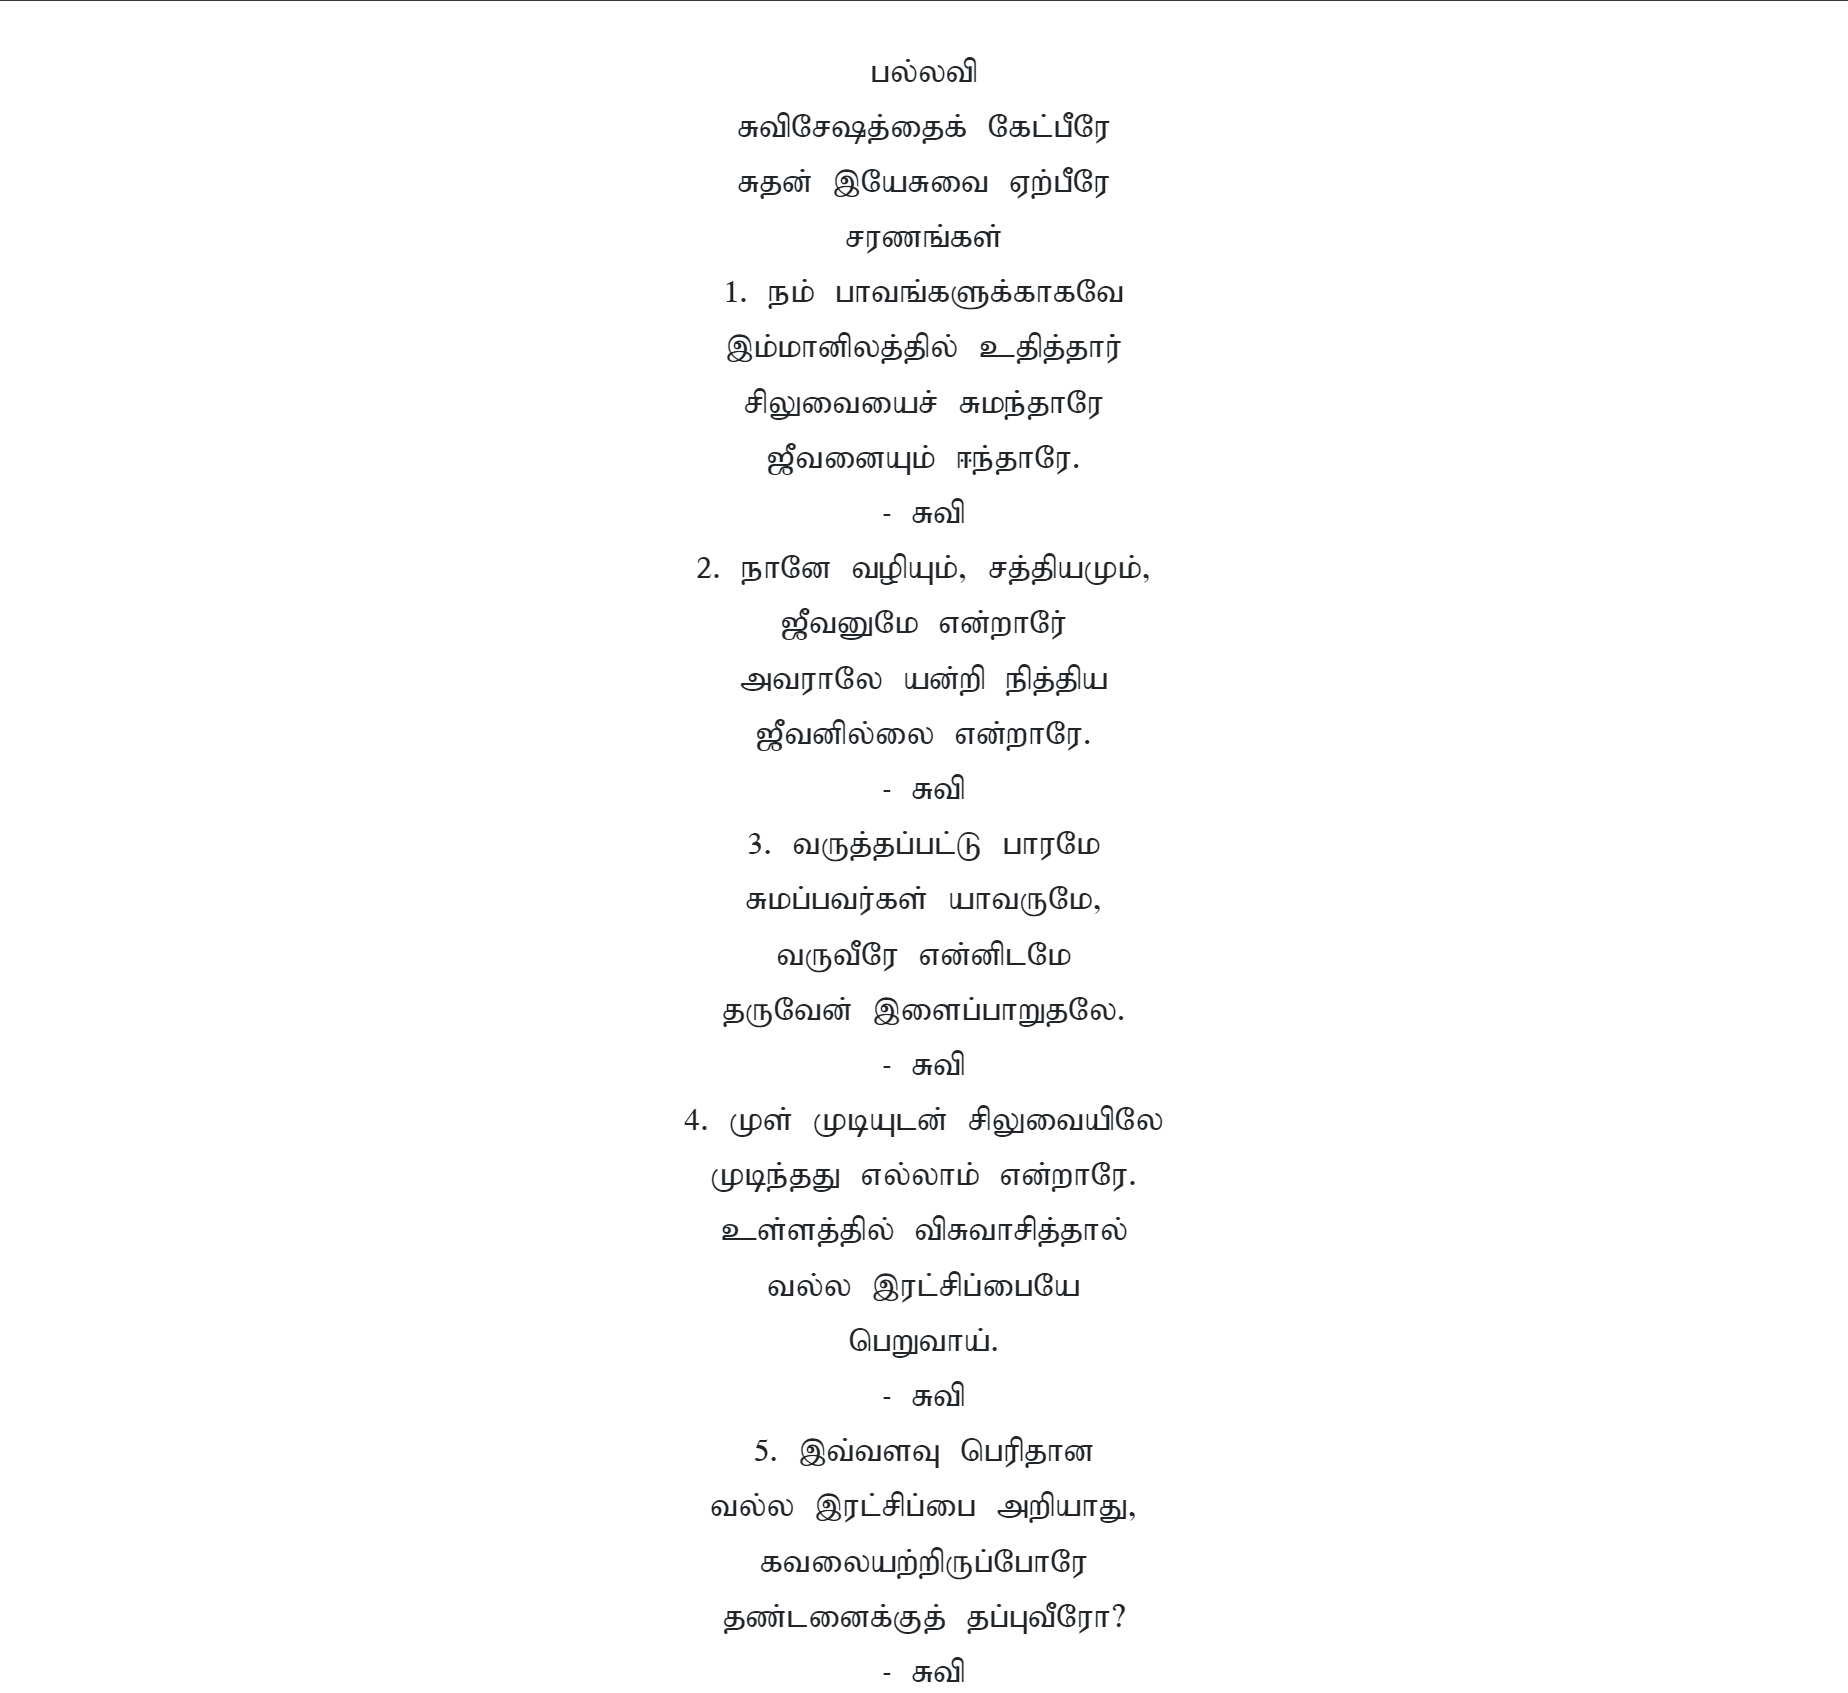 பல்லவி
சுவிசேஷத்தைக் கேட்பீரே
சுதன் இயேசுவை ஏற்பீரே
சரணங்கள்
1. நம் பாவங்களுக்காகவே
இம்மானிலத்தில் உதித்தார்
சிலுவையைச் சுமந்தாரே
ஜீவனையும் ஈந்தாரே.
- சுவி
2. நானே வழியும், சத்தியமும்,
ஜீவனுமே என்றாரேர்
அவராலே யன்றி நித்திய
ஜீவனில்லை என்றாரே.
- சுவி
3. வருத்தப்பட்டு பாரமே
சுமப்பவர்கள் யாவருமே,
வருவீரே என்னிடமே
தருவேன் இளைப்பாறுதலே.
- சுவி
4. முள் முடியுடன் சிலுவையிலே
முடிந்தது எல்லாம் என்றாரே.
உள்ளத்தில் விசுவாசித்தால்
வல்ல இரட்சிப்பையே
பெறுவாய்.
- சுவி
5. இவ்வளவு பெரிதான
வல்ல இரட்சிப்பை அறியாது,
கவலையற்றிருப்போரே
தண்டனைக்குத் தப்புவீரோ?
- சுவி